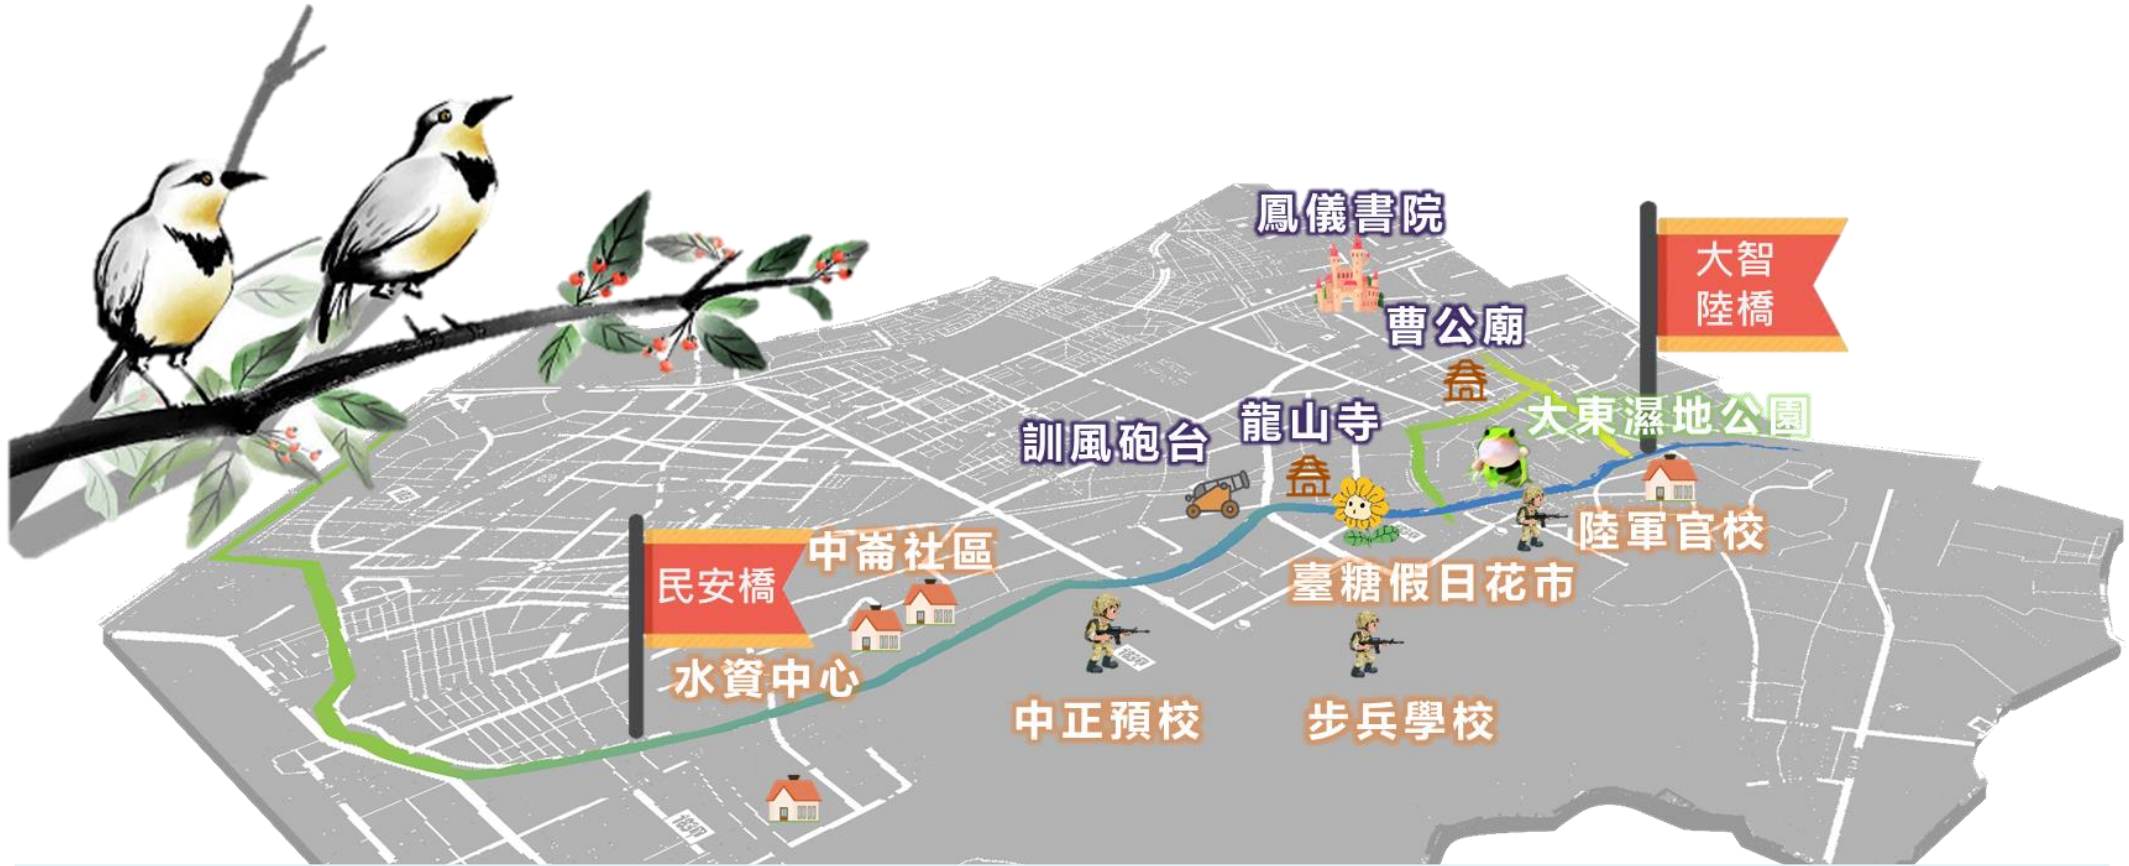 鳳儀書院
大智
陸橋
曹公廟
大東濕地公園
龍山寺
訓風砲台
陸軍官校
中崙社區
民安橋
臺糖假日花市
水資中心
中正預校
步兵學校